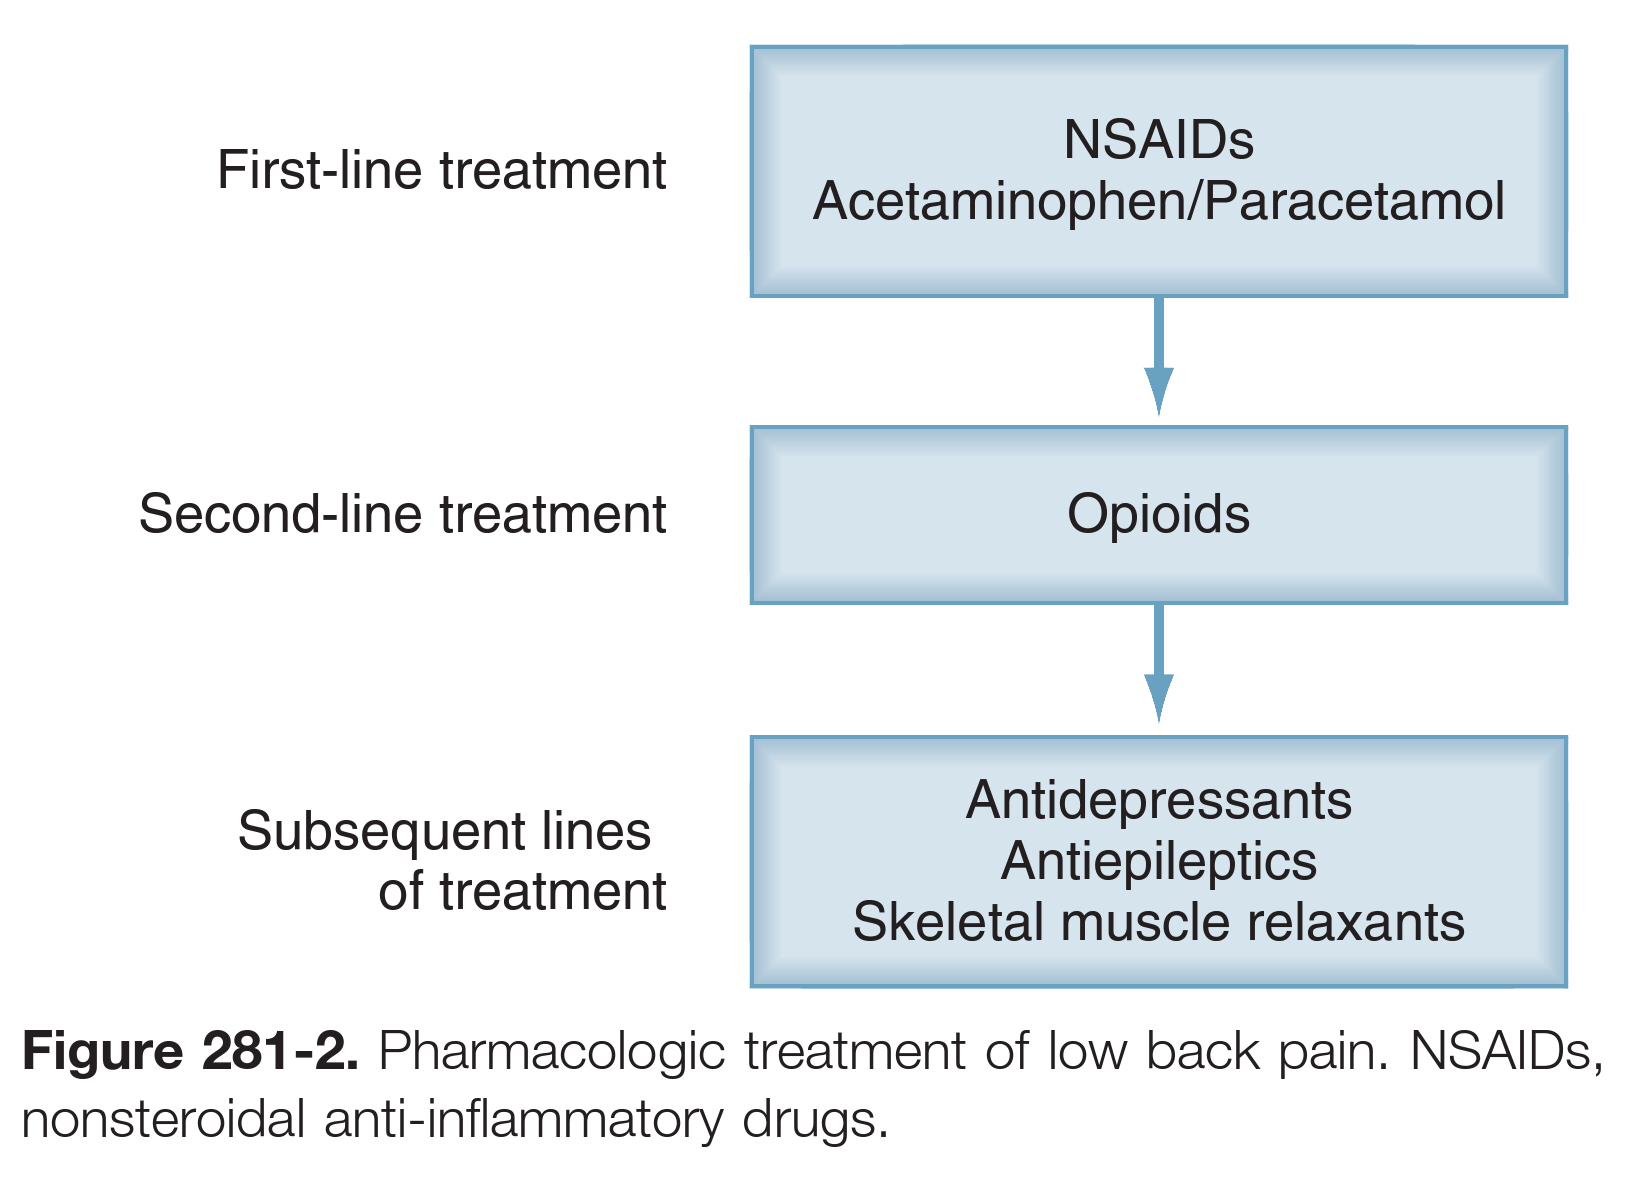 First-line treatment
NSAIDs
Acetaminophen/Paracetamol
Second-line treatment
Opioids
Subsequent lines
of treatment
Antidepressants
Antiepileptics
Skeletal muscle relaxants
Figure 281-2. Pharmacologic treatment of low back pain. NSAIDs,
nonsteroidal anti-inflammatory drugs.